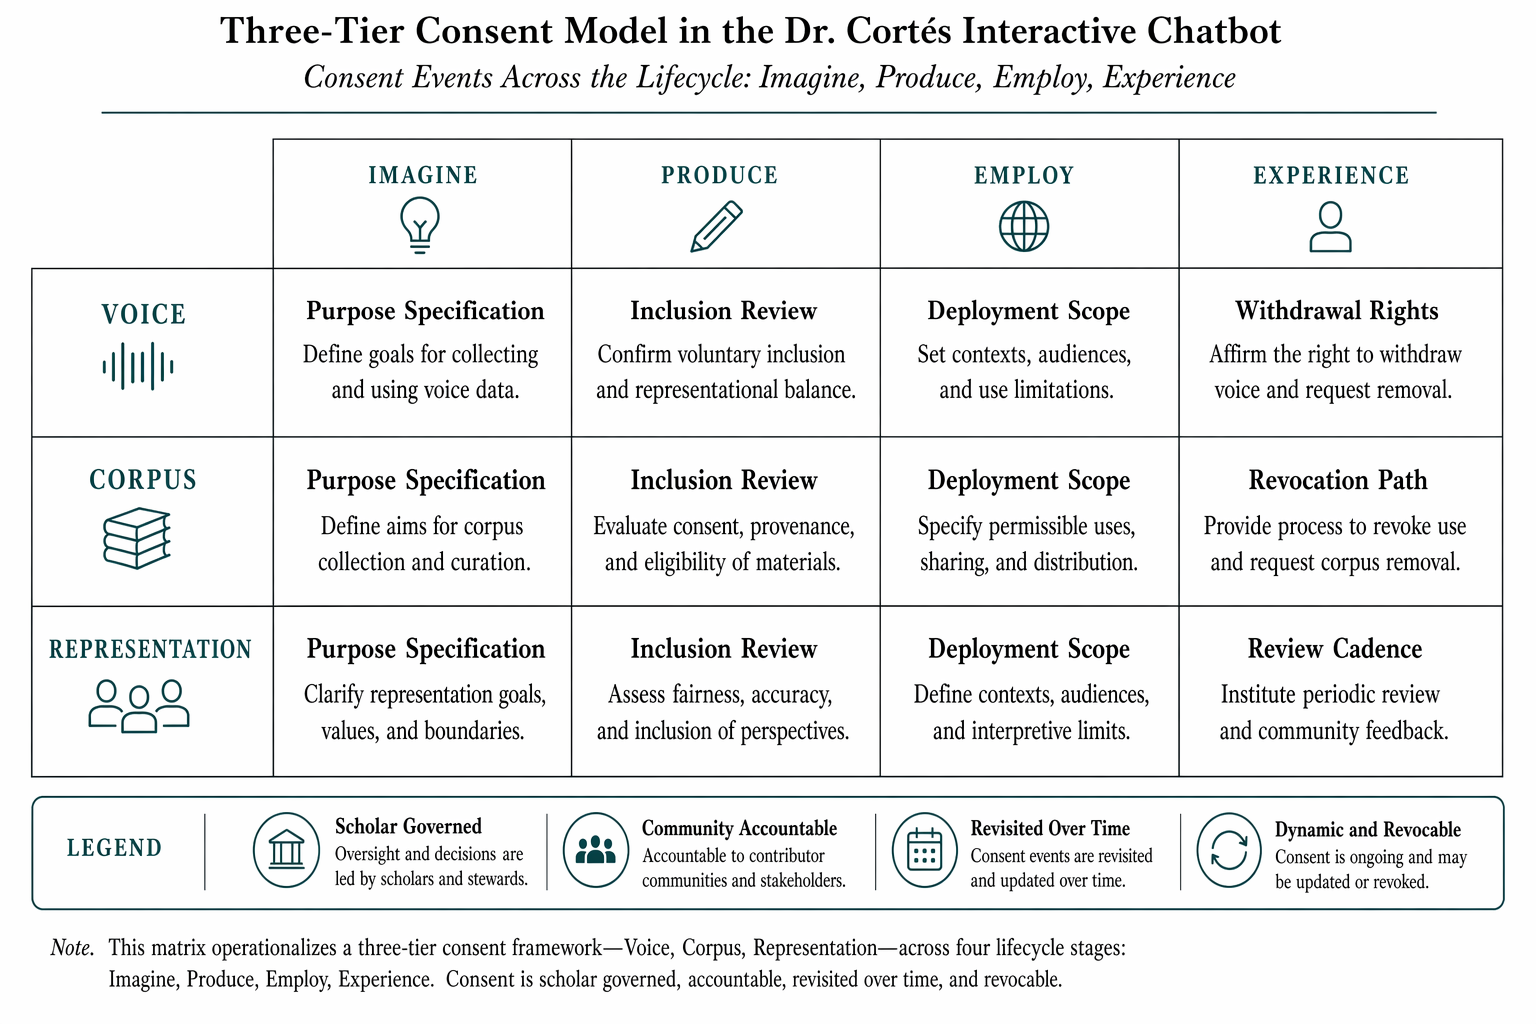 Three-Tier Consent Model in the Dr. Cortés Interactive Chatbot
Consent Events Across the Lifecycle: Imagine, Produce, Employ, Experience
IMAGINE
PRODUCE
EMPLOY
EXPERIENCE
VOICE
Purpose Specification
Define goals for collecting
and using voice data.
Inclusion Review
Confirm voluntary inclusion
and representational balance.
Deployment Scope
Set contexts, audiences,
and use limitations.
Withdrawal Rights
Affirm the right to withdraw
voice and request removal.
CORPUS
Purpose Specification
Define aims for corpus
collection and curation.
Inclusion Review
Evaluate consent, provenance,
and eligibility of materials.
Deployment Scope
Specify permissible uses,
sharing, and distribution.
Revocation Path
Provide process to revoke use
and request corpus removal.
REPRESENTATION
Purpose Specification
Clarify representation goals,
values, and boundaries.
Inclusion Review
Assess fairness, accuracy,
and inclusion of perspectives.
Deployment Scope
Define contexts, audiences,
and interpretive limits.
Review Cadence
Institute periodic review
and community feedback.
LEGEND
Scholar Governed
Oversight and decisions are
led by scholars and stewards.
Community Accountable
Accountable to contributor
communities and stakeholders.
Revisited Over Time
Consent events are revisited
and updated over time.
Dynamic and Revocable
Consent is ongoing and may
be updated or revoked.
Note. This matrix operationalizes a three-tier consent framework—Voice, Corpus, Representation—across four lifecycle stages:
Imagine, Produce, Employ, Experience. Consent is scholar governed, accountable, revisited over time, and revocable.